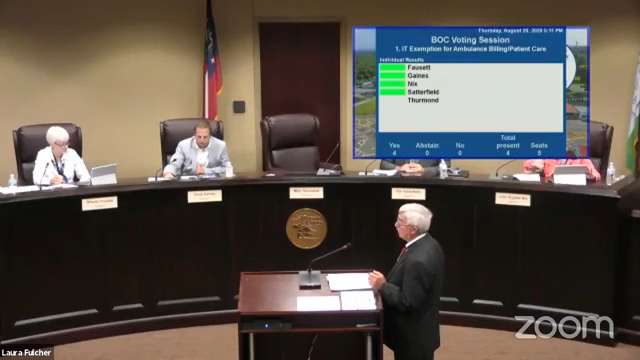 Thursday, August 20, 2020 5:11 PM
BOC Voting Session
1. IT Exemption for Ambulance Billing/Patient Care
Individual Results
Fausett
Gaines
Nix
Satterfield
Thurmond
Yes Abstain No Total present Seats
4 0 0 4 5
zoom
Laura Fulcher